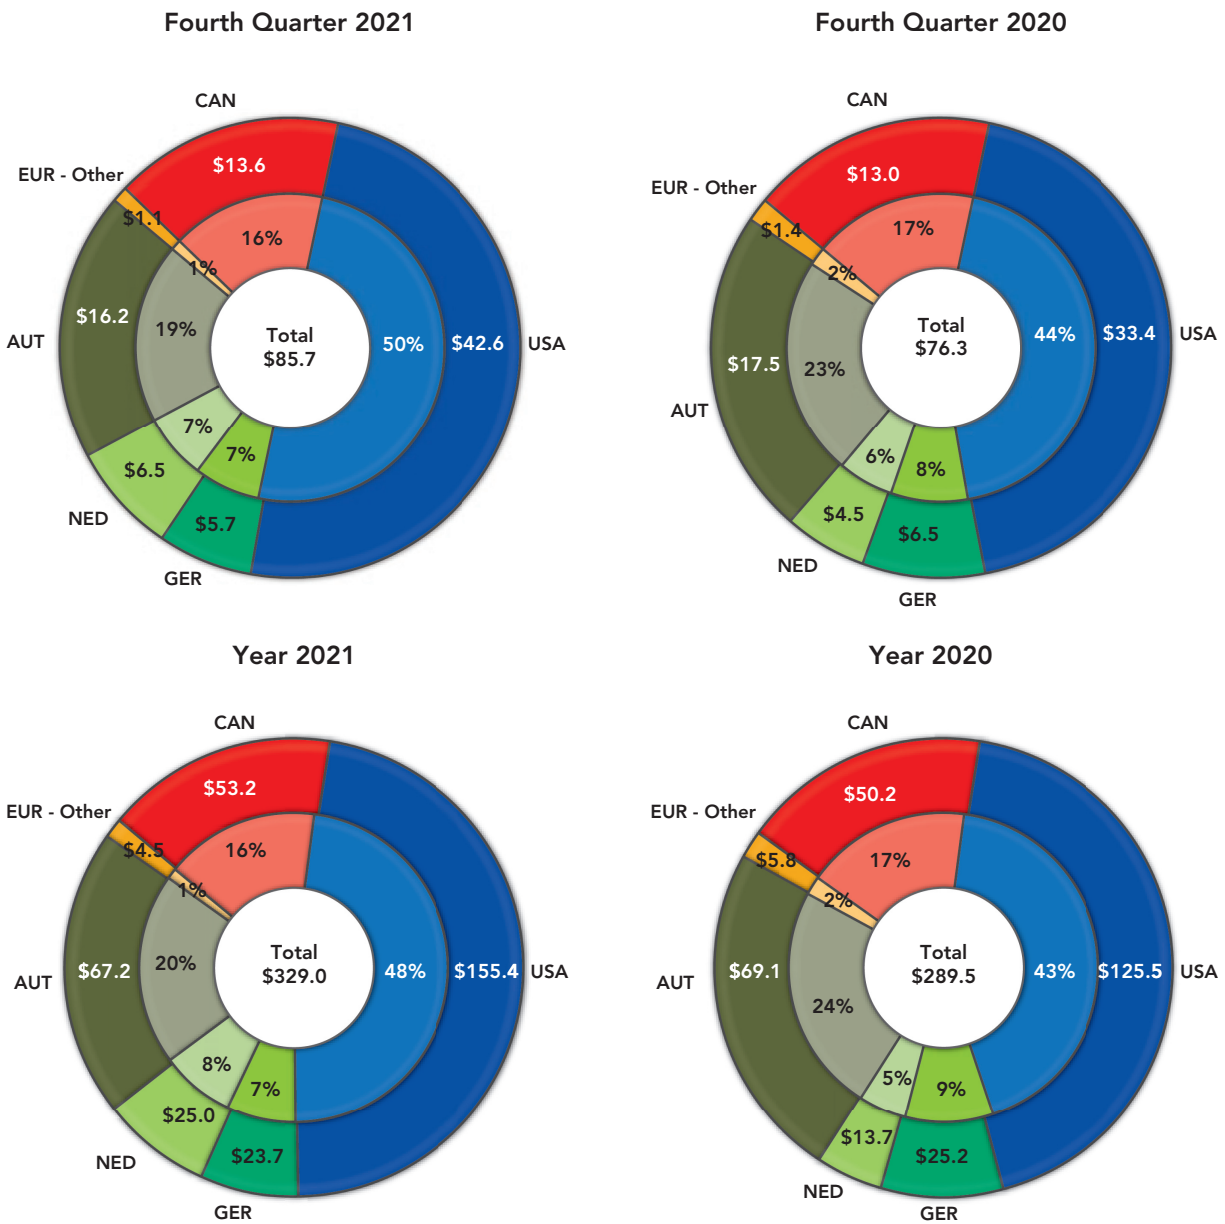 Fourth Quarter 2021
CAN
EUR - Other
$13.6
$1.1
16%
1%
$16.2
19%
AUT
Total
$85.7
50%
$42.6
USA
7%
7%
$6.5
NED
$5.7
GER
Fourth Quarter 2020
CAN
EUR - Other
$13.0
$1.4
17%
2%
$17.5
23%
AUT
Total
$76.3
44%
$33.4
USA
6%
8%
$4.5
$6.5
NED
GER
Year 2021
CAN
EUR - Other
$53.2
$4.5
16%
1%
AUT
$67.2
20%
Total
$329.0
48%
$155.4
USA
8%
7%
$25.0
$23.7
NED
GER
Year 2020
CAN
EUR - Other
$50.2
$5.8
17%
2%
AUT
$69.1
24%
Total
$289.5
43%
$125.5
USA
5%
9%
$13.7
$25.2
NED
GER